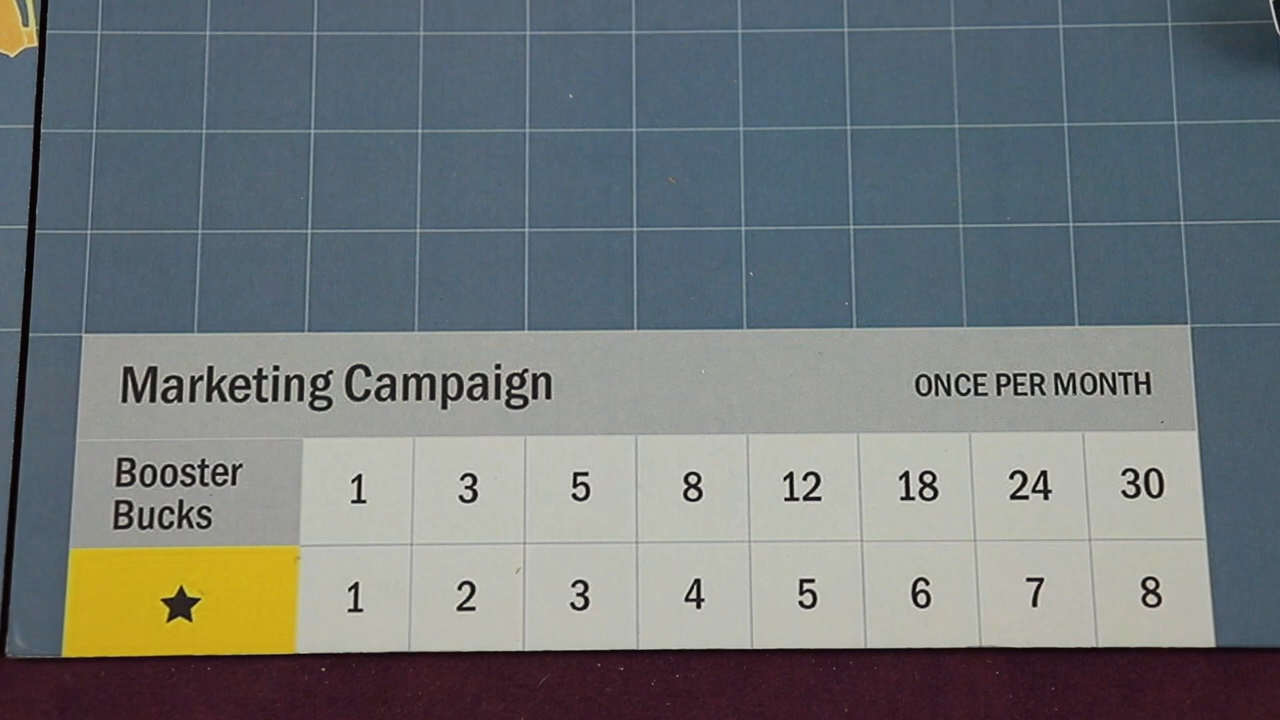 Marketing Campaign ONCE PER MONTH
Booster Bucks 1 3 5 8 12 18 24 30
★ 1 2 3 4 5 6 7 8